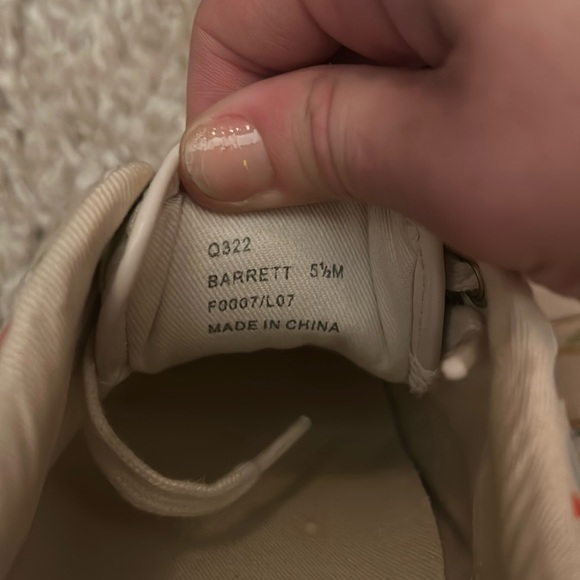 Q322
BARRETT 5½M
F0007/L07
MADE IN CHINA